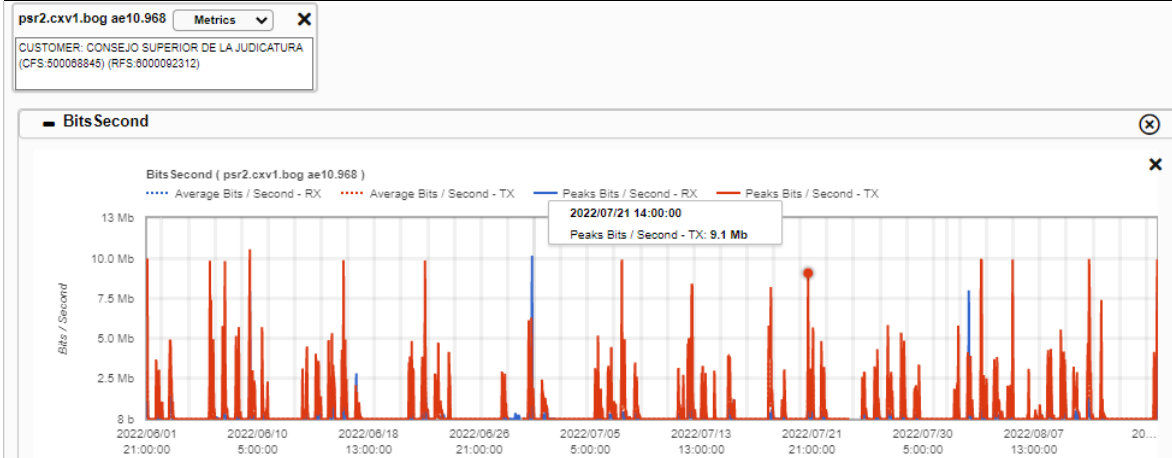 psr2.cxv1.bog ae10.968 Metrics
CUSTOMER: CONSEJO SUPERIOR DE LA JUDICATURA
(CFS:500068845) (RFS:6000092312)
BitsSecond
BitsSecond ( psr2.cxv1.bog ae10.968 )
Average Bits / Second - RX Average Bits / Second - TX Peaks Bits / Second - RX Peaks Bits / Second - TX
2022/07/21 14:00:00
Peaks Bits / Second - TX: 9.1 Mb
13 Mb
10.0 Mb
7.5 Mb
5.0 Mb
2.5 Mb
8 b
Bits / Second
2022/06/01 2022/06/10 2022/06/18 2022/06/26 2022/07/05 2022/07/13 2022/07/21 2022/07/30 2022/08/07 20...
21:00:00 5:00:00 13:00:00 21:00:00 5:00:00 13:00:00 21:00:00 5:00:00 13:00:00